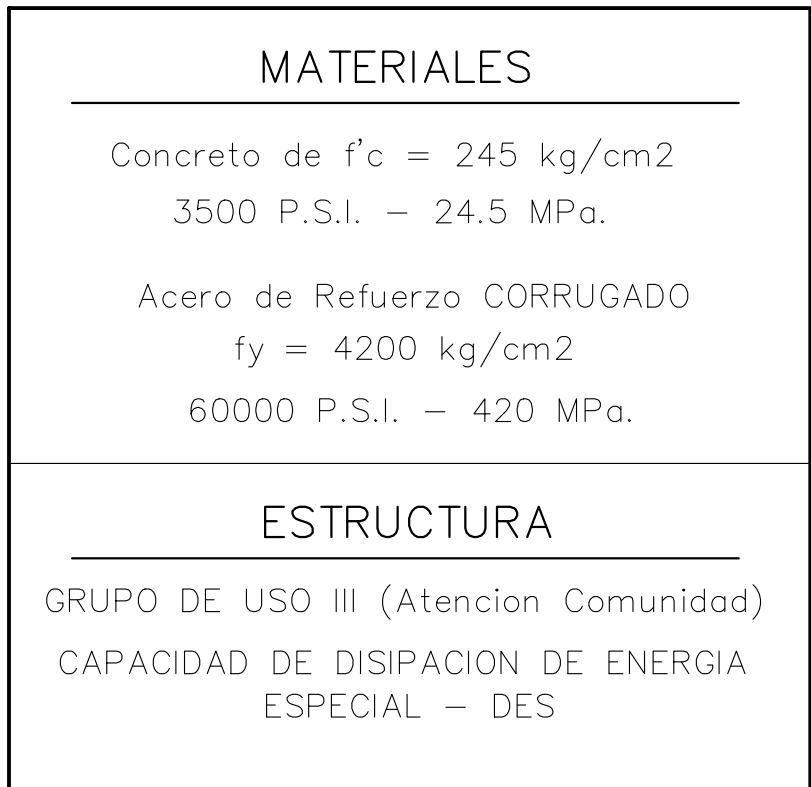 MATERIALES
Concreto de f'c = 245 kg/cm2
3500 P.S.I. – 24.5 MPa.
Acero de Refuerzo CORRUGADO
fy = 4200 kg/cm2
60000 P.S.I. – 420 MPa.
ESTRUCTURA
GRUPO DE USO III (Atencion Comunidad)
CAPACIDAD DE DISIPACION DE ENERGIA
ESPECIAL – DES